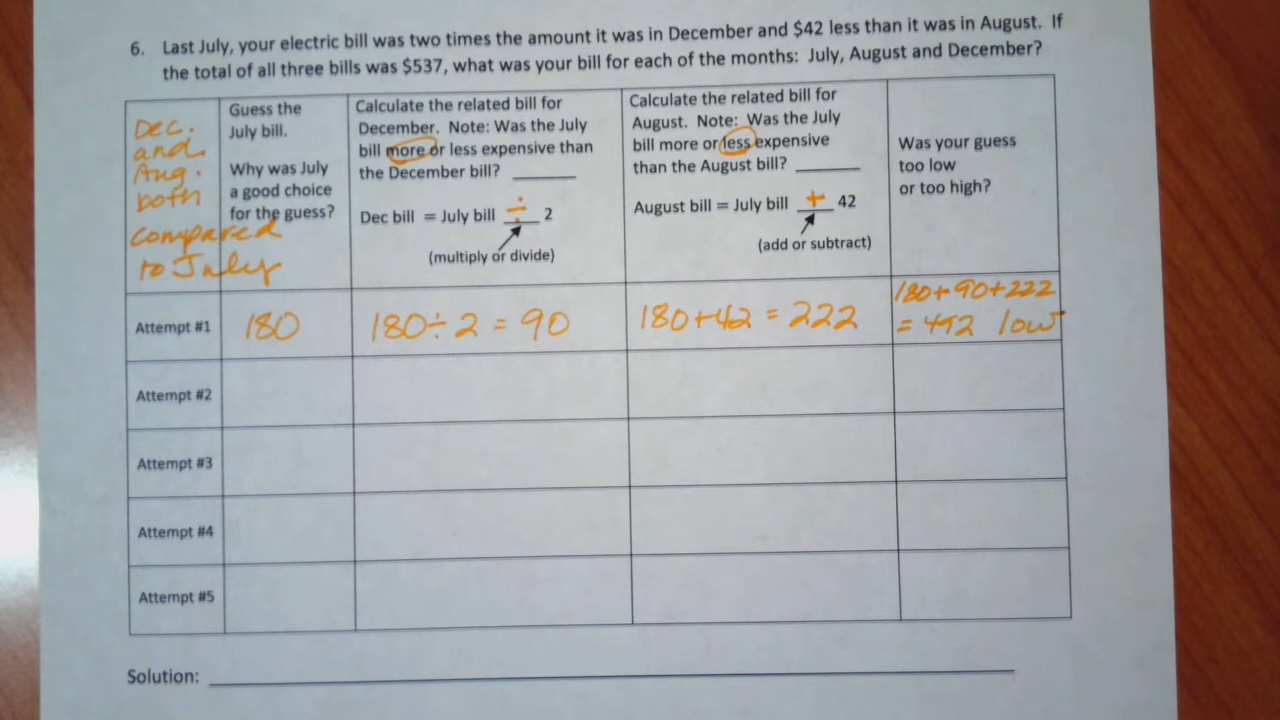 6. Last July, your electric bill was two times the amount it was in December and $42 less than it was in August. If
the total of all three bills was $537, what was your bill for each of the months: July, August and December?
Dec.
and
Aug.
both
compared
to July
Guess the
July bill.
Why was July
a good choice
for the guess?
Calculate the related bill for
December. Note: Was the July
bill more or less expensive than
the December bill? ________
Dec bill = July bill ÷ 2
(multiply or divide)
Calculate the related bill for
August. Note: Was the July
bill more or less expensive
than the August bill? ________
August bill = July bill + 42
(add or subtract)
Was your guess
too low
or too high?
Attempt #1
180
180 ÷ 2 = 90
180+42 = 222
180+90+222
= 492 low
Attempt #2
Attempt #3
Attempt #4
Attempt #5
Solution: ________